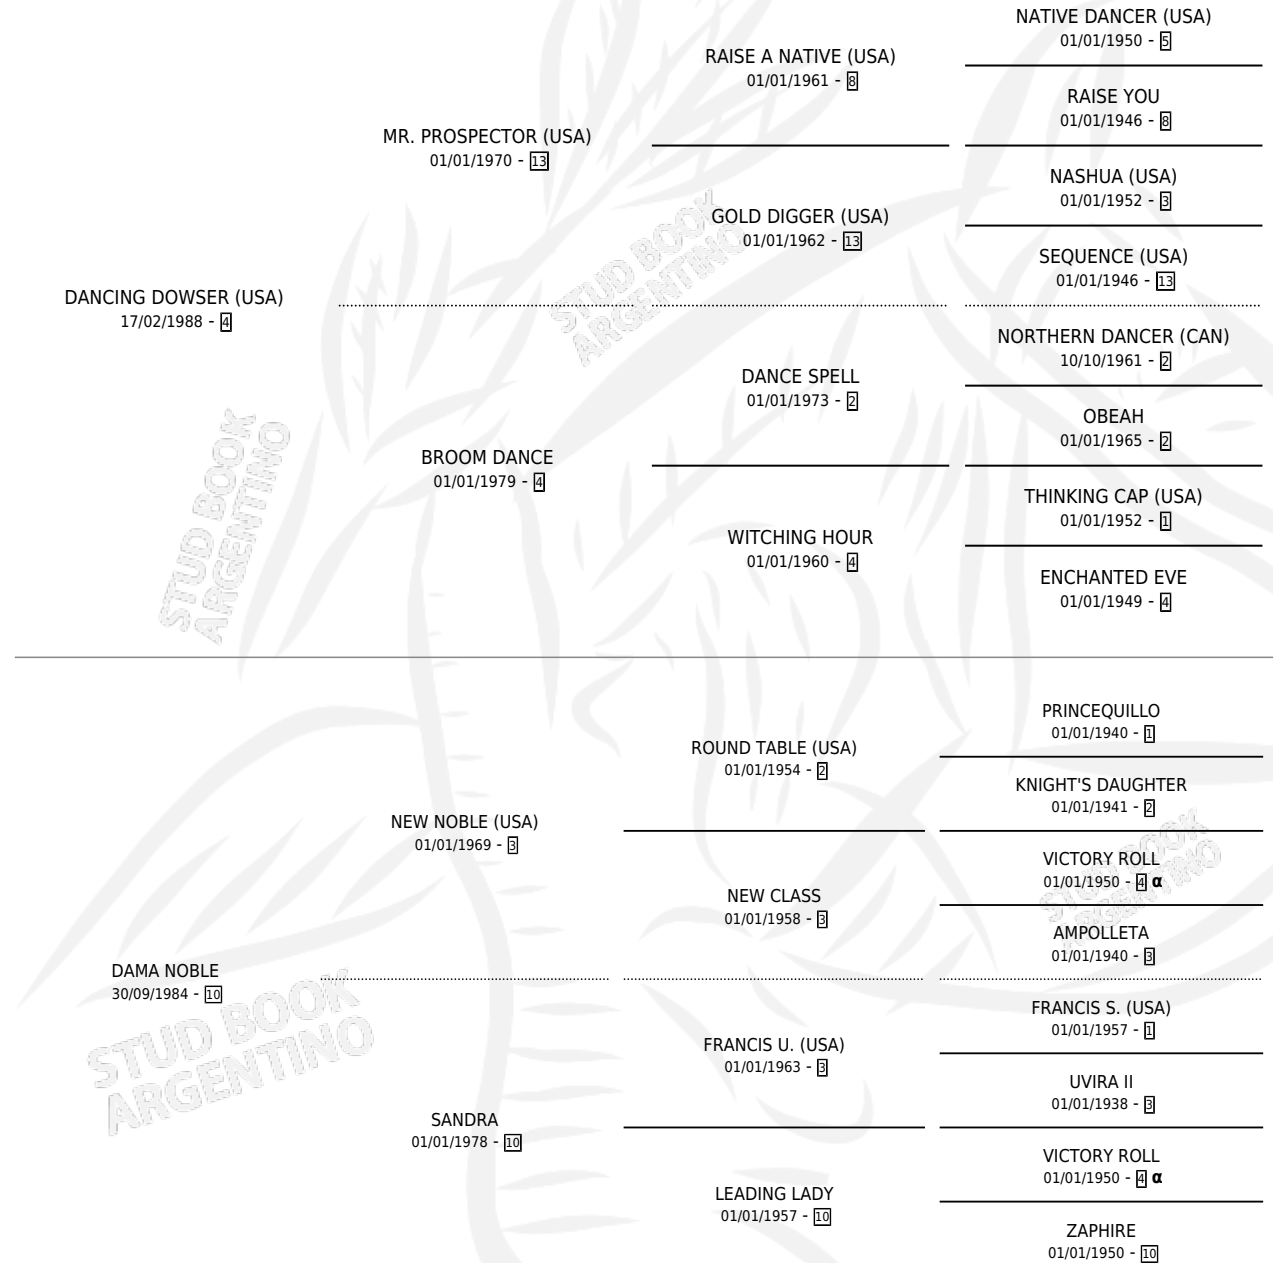 NATIVE DANCER (USA)
01/01/1950 - 5
RAISE A NATIVE (USA)
01/01/1961 - 8
RAISE YOU
01/01/1946 - 8
MR. PROSPECTOR (USA)
01/01/1970 - 13
NASHUA (USA)
01/01/1952 - 3
GOLD DIGGER (USA)
01/01/1962 - 13
SEQUENCE (USA)
01/01/1946 - 13
DANCING DOWSER (USA)
17/02/1988 - 4
NORTHERN DANCER (CAN)
10/10/1961 - 2
DANCE SPELL
01/01/1973 - 2
OBEAH
01/01/1965 - 2
BROOM DANCE
01/01/1979 - 4
THINKING CAP (USA)
01/01/1952 - 1
WITCHING HOUR
01/01/1960 - 4
ENCHANTED EVE
01/01/1949 - 4
PRINCEQUILLO
01/01/1940 - 1
ROUND TABLE (USA)
01/01/1954 - 2
KNIGHT'S DAUGHTER
01/01/1941 - 2
NEW NOBLE (USA)
01/01/1969 - 3
VICTORY ROLL
01/01/1950 - 4 α
NEW CLASS
01/01/1958 - 3
AMPOLLETA
01/01/1940 - 3
DAMA NOBLE
30/09/1984 - 10
FRANCIS S. (USA)
01/01/1957 - 1
FRANCIS U. (USA)
01/01/1963 - 3
UVIRA II
01/01/1938 - 3
SANDRA
01/01/1978 - 10
VICTORY ROLL
01/01/1950 - 4 α
LEADING LADY
01/01/1957 - 10
ZAPHIRE
01/01/1950 - 10
STUD BOOK
ARGENTINO
STUD BOOK
ARGENTINO
STUD BOOK
ARGENTINO
STUD BOOK
ARGENTINO